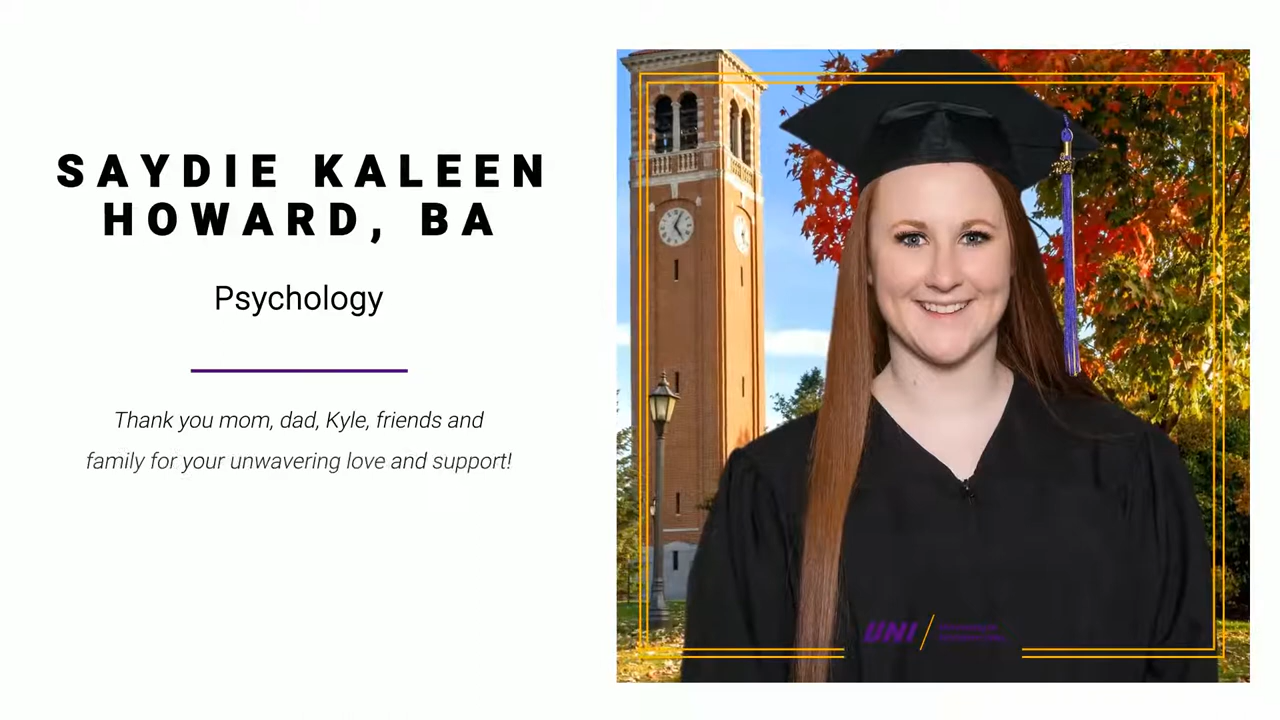 SAYDIE KALEEN
HOWARD, BA
Psychology
Thank you mom, dad, Kyle, friends and
family for your unwavering love and support!
UNI